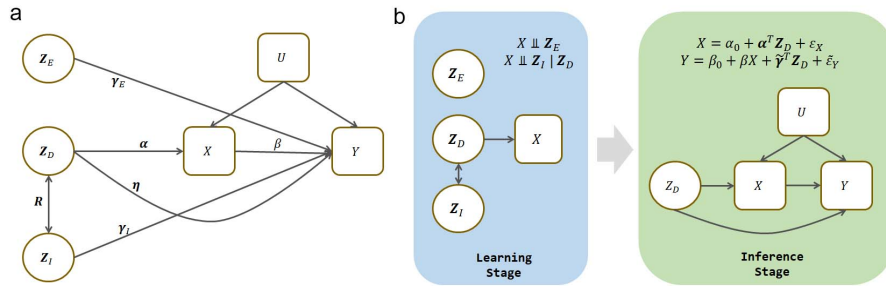 a
Z_E
U
γ_E
Z_D
α
X
β
Y
η
R
γ_I
Z_I
b
X ⫫ Z_E
X ⫫ Z_I | Z_D
Z_E
Z_D
X
Z_I
Learning
Stage
X = α_0 + α^T Z_D + ε_X
Y = β_0 + βX + γ̃^T Z_D + ε̃_Y
U
Z_D
X
Y
Inference
Stage